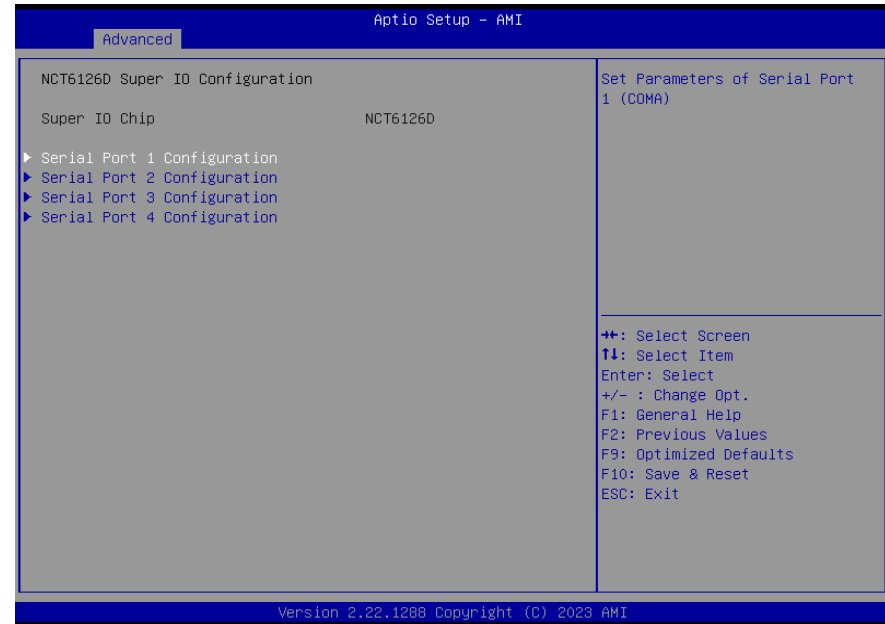 Aptio Setup - AMI
Advanced
NCT6126D Super IO Configuration
Super IO Chip NCT6126D
▶ Serial Port 1 Configuration
▶ Serial Port 2 Configuration
▶ Serial Port 3 Configuration
▶ Serial Port 4 Configuration
Set Parameters of Serial Port
1 (COMA)
→←: Select Screen
↑↓: Select Item
Enter: Select
+/- : Change Opt.
F1: General Help
F2: Previous Values
F9: Optimized Defaults
F10: Save & Reset
ESC: Exit
Version 2.22.1288 Copyright (C) 2023 AMI